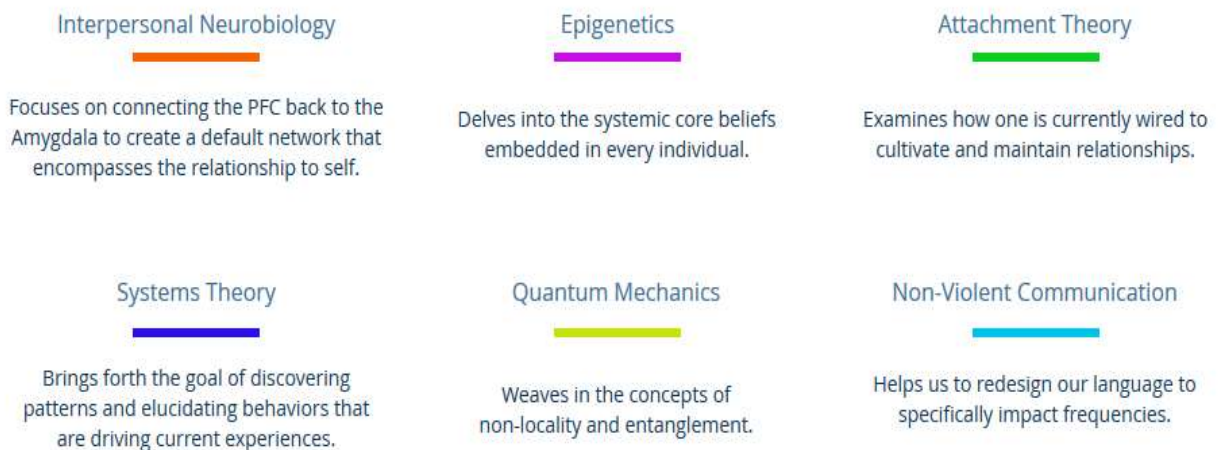 Interpersonal Neurobiology
Focuses on connecting the PFC back to the
Amygdala to create a default network that
encompasses the relationship to self.
Epigenetics
Delves into the systemic core beliefs
embedded in every individual.
Attachment Theory
Examines how one is currently wired to
cultivate and maintain relationships.
Systems Theory
Brings forth the goal of discovering
patterns and elucidating behaviors that
are driving current experiences.
Quantum Mechanics
Weaves in the concepts of
non-locality and entanglement.
Non-Violent Communication
Helps us to redesign our language to
specifically impact frequencies.